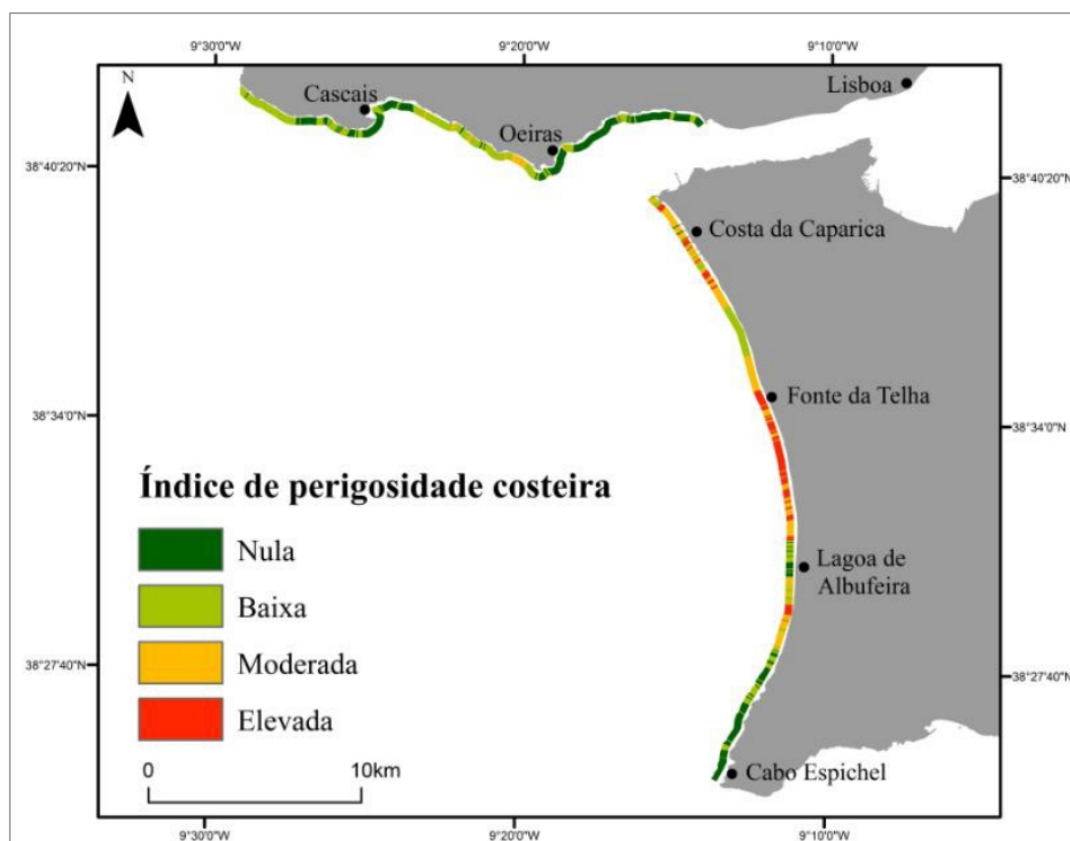 9°30'0"W
9°20'0"W
9°10'0"W
N
Cascais
Lisboa
Oeiras
38°40'20"N
38°40'20"N
Costa da Caparica
Fonte da Telha
38°34'0"N
38°34'0"N
Índice de perigosidade costeira
Nula
Baixa
Moderada
Elevada
Lagoa de
Albufeira
38°27'40"N
38°27'40"N
0
10km
Cabo Espichel
9°30'0"W
9°20'0"W
9°10'0"W